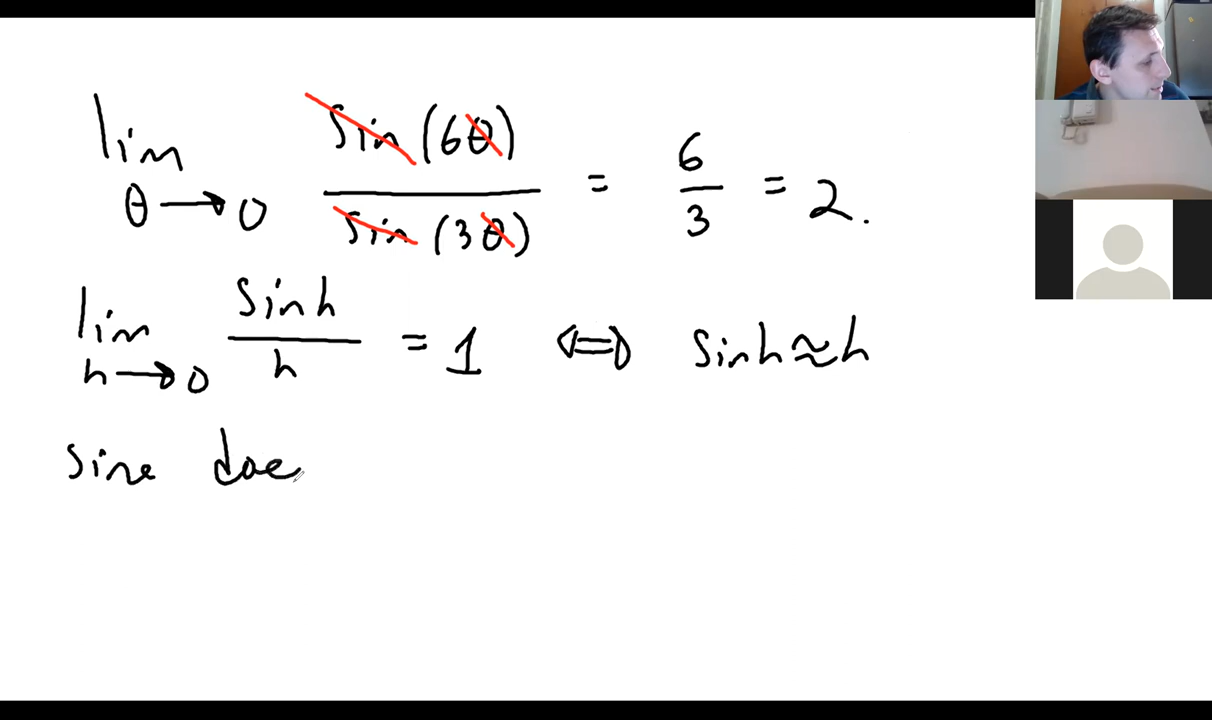 lim θ→0 sin(6θ)/sin(3θ) = 6/3 = 2.
lim h→0 sinh/h = 1 ⇔ sinh≈h
sine doe